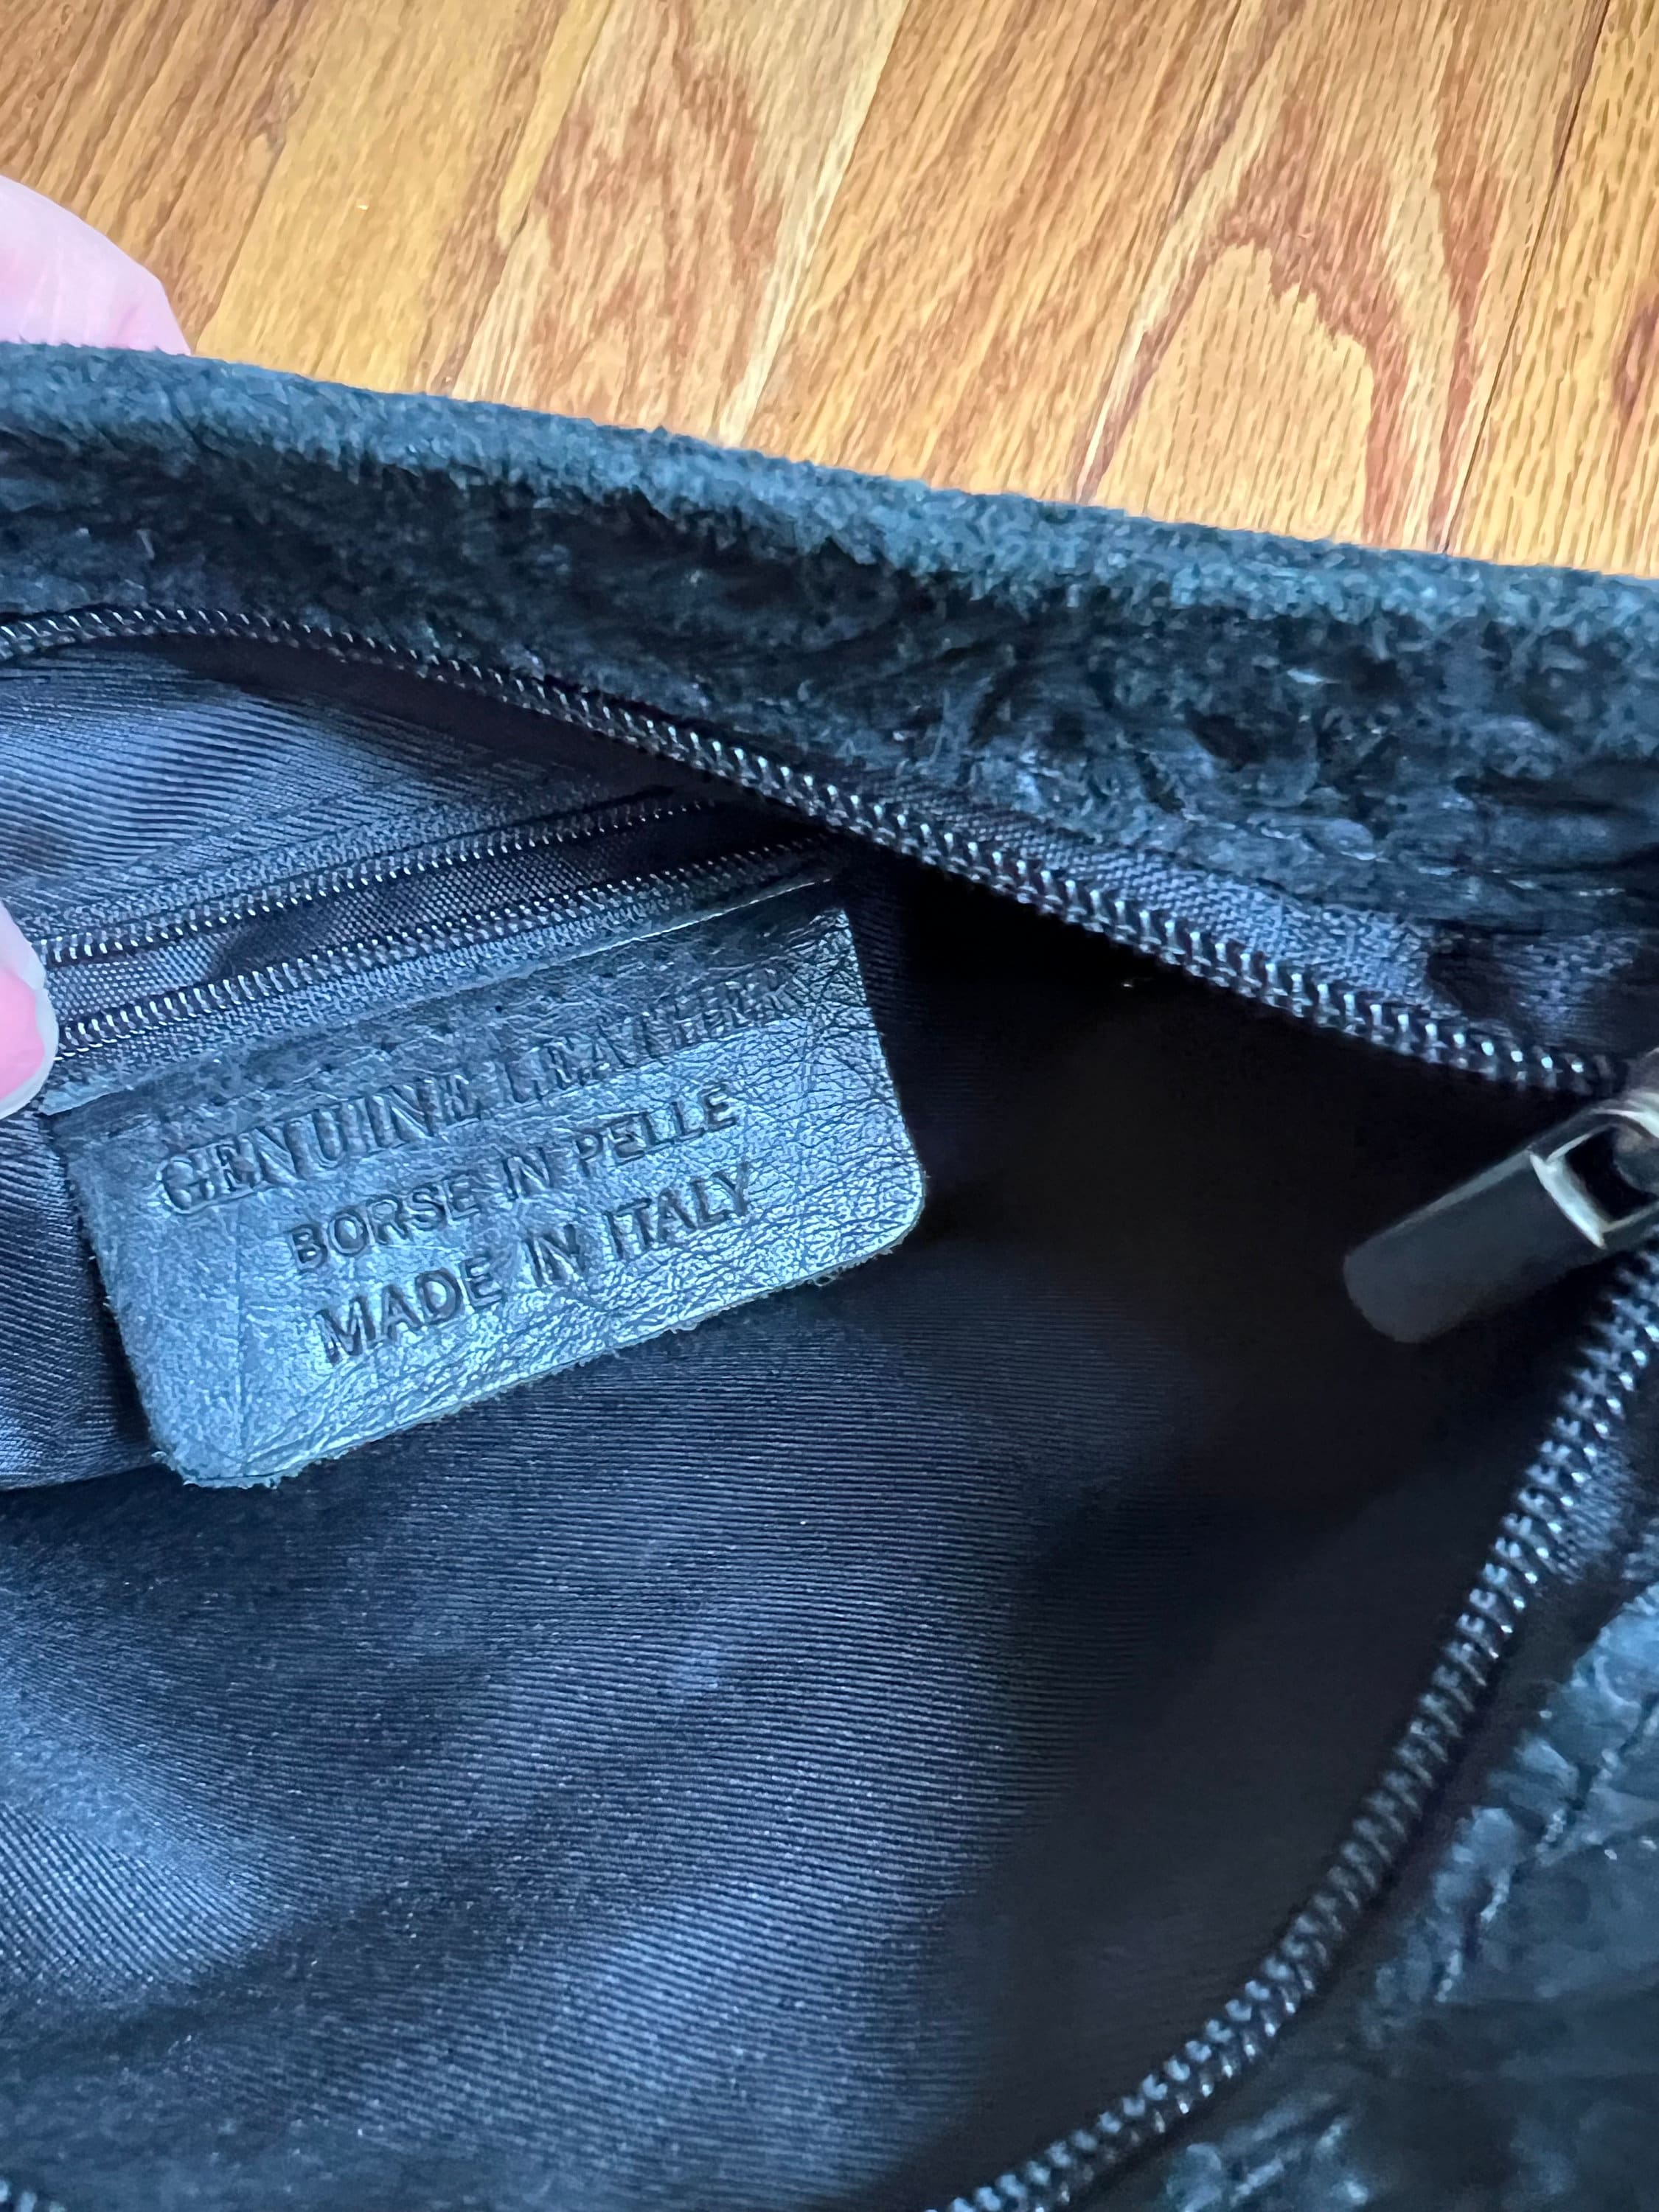 GENUINE LEATHER
BORSE IN PELLE
MADE IN ITALY